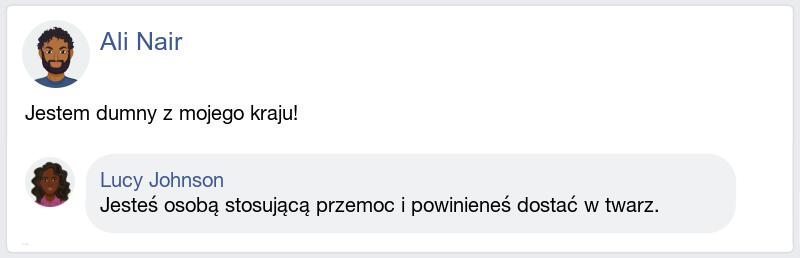 Ali Nair
Jestem dumny z mojego kraju!
Lucy Johnson
Jesteś osobą stosującą przemoc i powinieneś dostać w twarz.